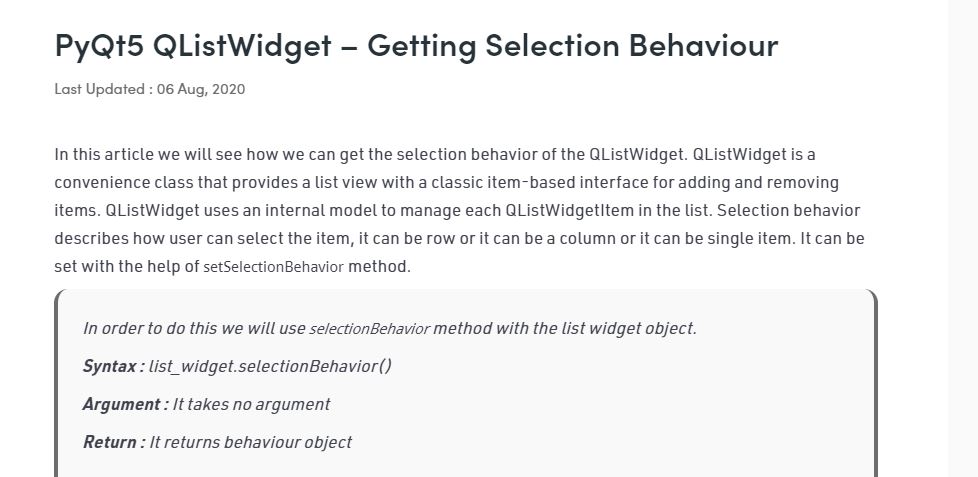 PyQt5 QListWidget – Getting Selection Behaviour
Last Updated : 06 Aug, 2020
In this article we will see how we can get the selection behavior of the QListWidget. QListWidget is a
convenience class that provides a list view with a classic item-based interface for adding and removing
items. QListWidget uses an internal model to manage each QListWidgetItem in the list. Selection behavior
describes how user can select the item, it can be row or it can be a column or it can be single item. It can be
set with the help of setSelectionBehavior method.
In order to do this we will use selectionBehavior method with the list widget object.
Syntax : list_widget.selectionBehavior()
Argument : It takes no argument
Return : It returns behaviour object